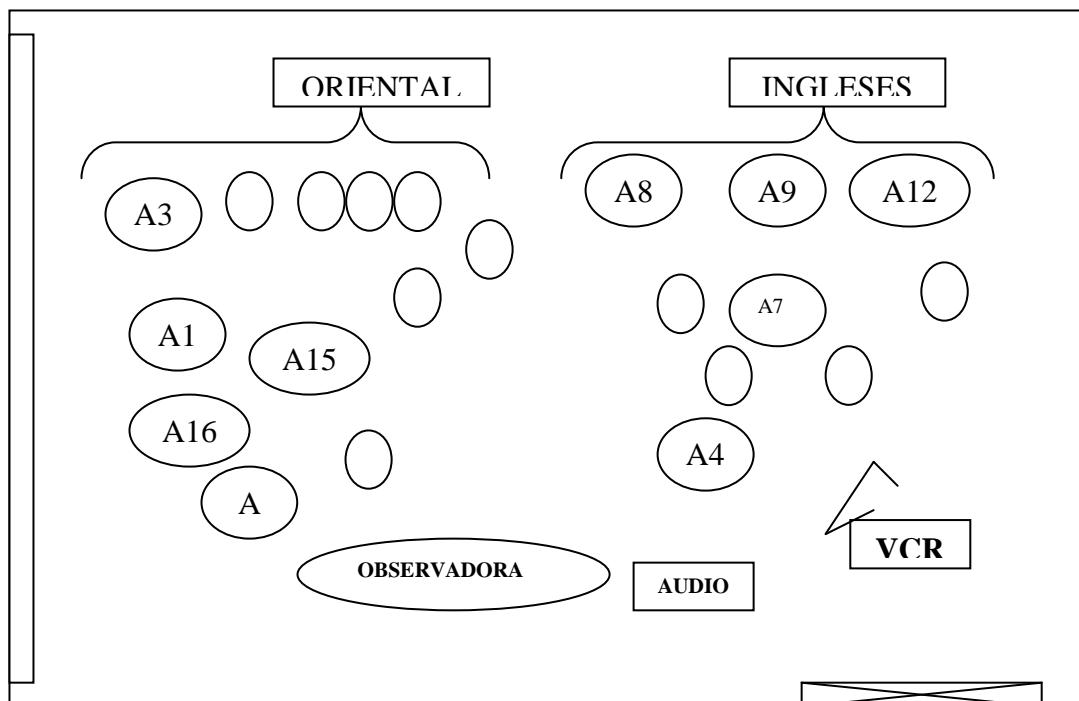 ORIENTAL
INGLESES
A3
A8
A9
A12
A7
A1
A15
A16
A4
A
OBSERVADORA
AUDIO
VCR